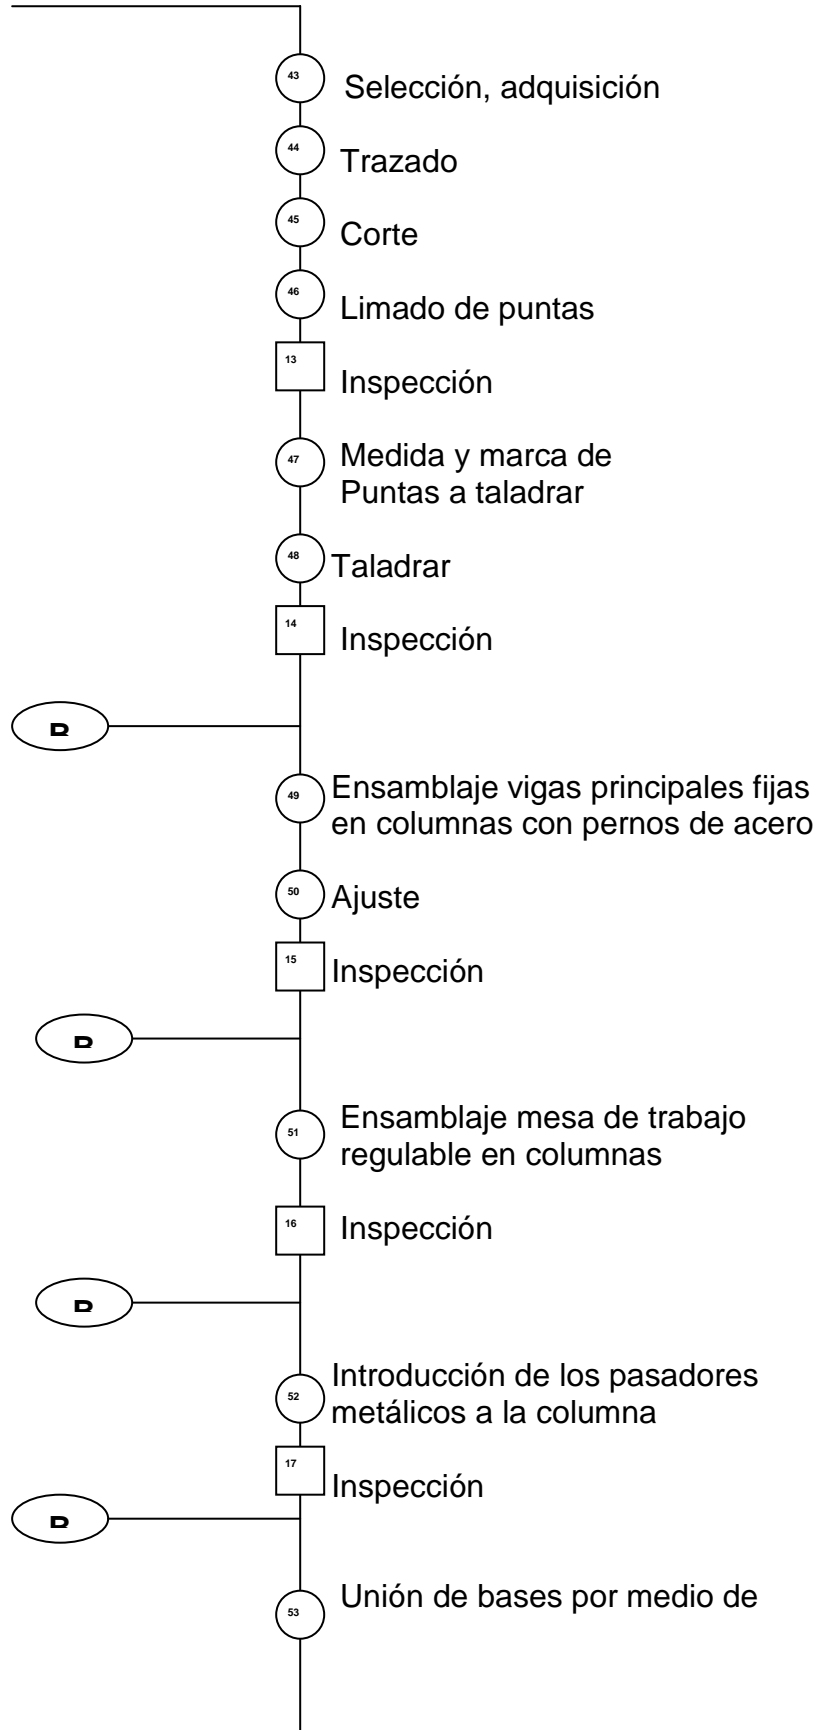 43
Selección, adquisición
44
Trazado
45
Corte
46
Limado de puntas
13
Inspección
47
Medida y marca de
Puntas a taladrar
48
Taladrar
14
Inspección
49
Ensamblaje vigas principales fijas
en columnas con pernos de acero
50
Ajuste
15
Inspección
51
Ensamblaje mesa de trabajo
regulable en columnas
16
Inspección
52
Introducción de los pasadores
metálicos a la columna
17
Inspección
53
Unión de bases por medio de